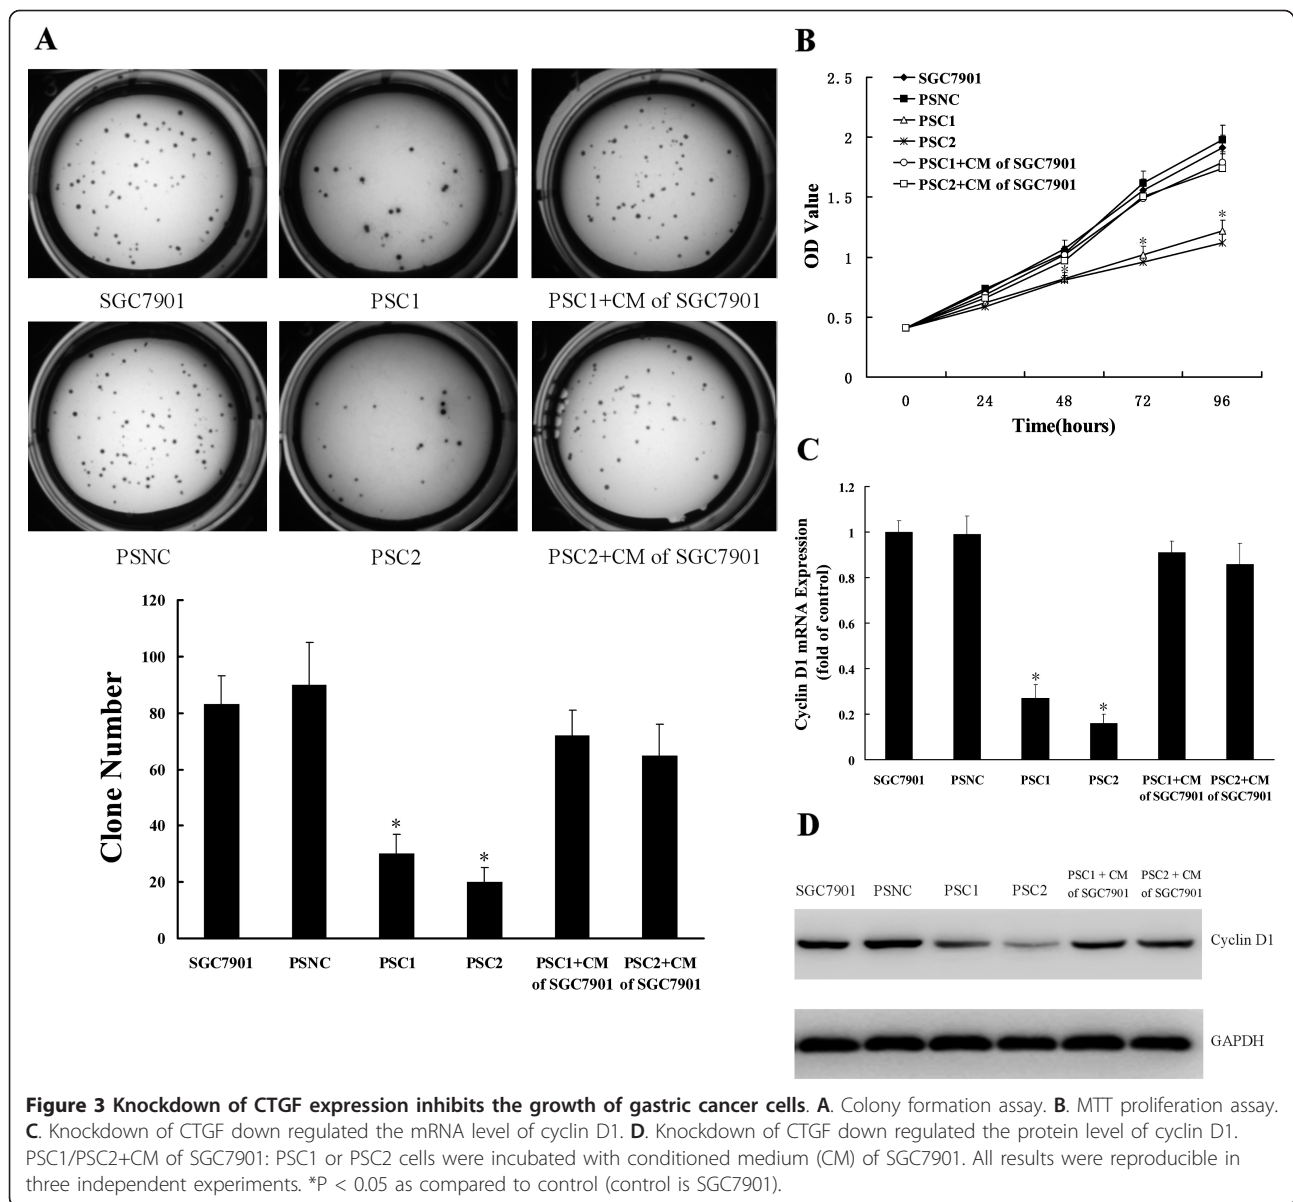 A
SGC7901
PSC1
PSC1+CM of SGC7901
PSNC
PSC2
PSC2+CM of SGC7901
120
100
80
60
40
20
0
Clone Number
*
*
SGC7901
PSNC
PSC1
PSC2
PSC1+CM
of SGC7901
PSC2+CM
of SGC7901
B
2.5
2
1.5
1
0.5
0
OD Value
SGC7901
PSNC
PSC1
PSC2
PSC1+CM of SGC7901
PSC2+CM of SGC7901
*
*
*
0
24
48
72
96
Time(hours)
C
1.2
1
0.8
0.6
0.4
0.2
0
Cyclin D1 mRNA Expression
(fold of control)
*
*
SGC7901
PSNC
PSC1
PSC2
PSC1+CM
of SGC7901
PSC2+CM
of SGC7901
D
SGC7901
PSNC
PSC1
PSC2
PSC1 + CM
of SGC7901
PSC2 + CM
of SGC7901
Cyclin D1
GAPDH
Figure 3 Knockdown of CTGF expression inhibits the growth of gastric cancer cells. A. Colony formation assay. B. MTT proliferation assay.
C. Knockdown of CTGF down regulated the mRNA level of cyclin D1. D. Knockdown of CTGF down regulated the protein level of cyclin D1.
PSC1/PSC2+CM of SGC7901: PSC1 or PSC2 cells were incubated with conditioned medium (CM) of SGC7901. All results were reproducible in
three independent experiments. *P < 0.05 as compared to control (control is SGC7901).